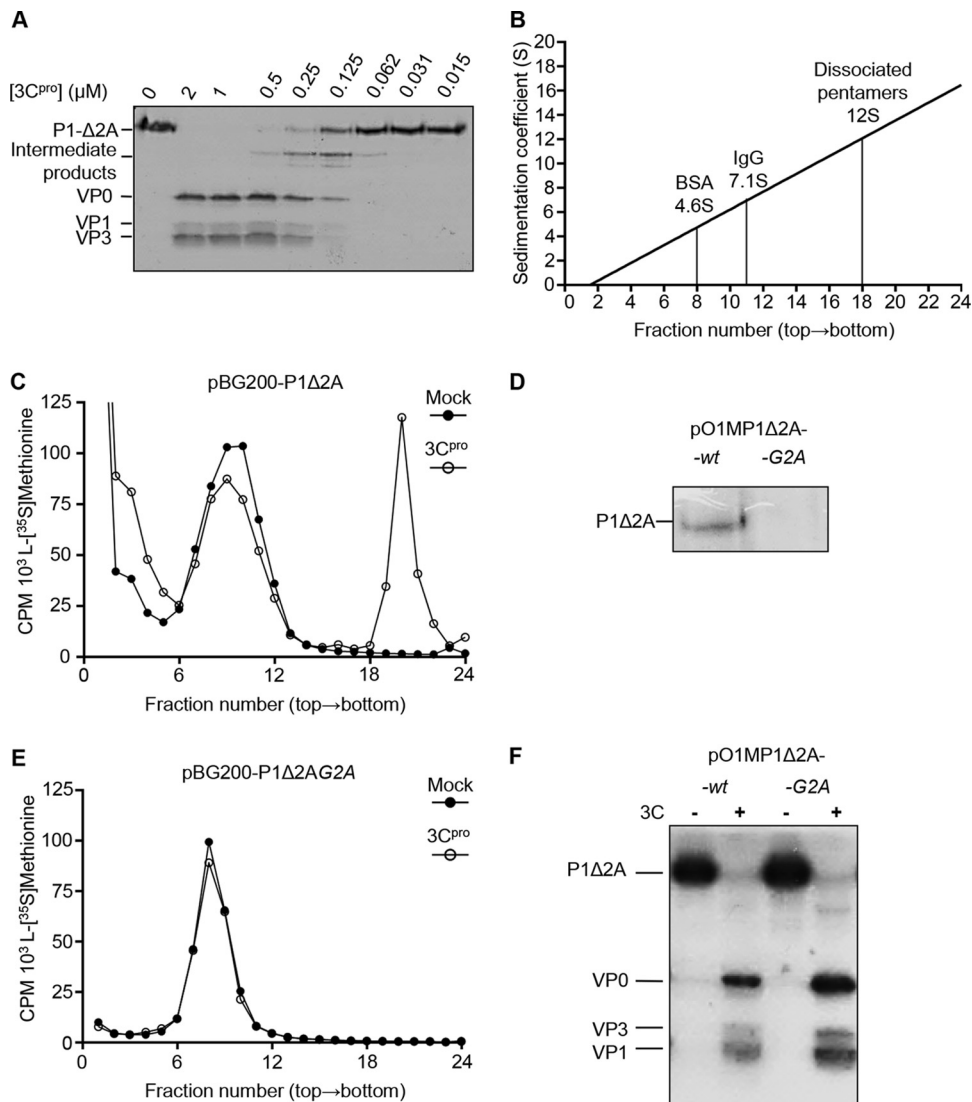 A
[3Cpro] (μM)
0 2 1 0.5 0.25 0.125 0.062 0.031 0.015
P1-Δ2A
Intermediate
products
VP0
VP1
VP3
B
Sedimentation coefficient (S)
20
18
16
14
12
10
8
6
4
2
0
BSA
4.6S
IgG
7.1S
Dissociated
pentamers
12S
0 2 4 6 8 10 12 14 16 18 20 22 24
Fraction number (top→bottom)
C
pBG200-P1Δ2A
CPM 10³ L-[³⁵S]Methionine
125
100
75
50
25
0
Mock
3Cpro
0 6 12 18 24
Fraction number (top→bottom)
D
pO1MP1Δ2A-
-wt -G2A
P1Δ2A
E
pBG200-P1Δ2AG2A
CPM 10³ L-[³⁵S]Methionine
125
100
75
50
25
0
Mock
3Cpro
0 6 12 18 24
Fraction number (top→bottom)
F
pO1MP1Δ2A-
-wt -G2A
3C - + - +
P1Δ2A
VP0
VP3
VP1